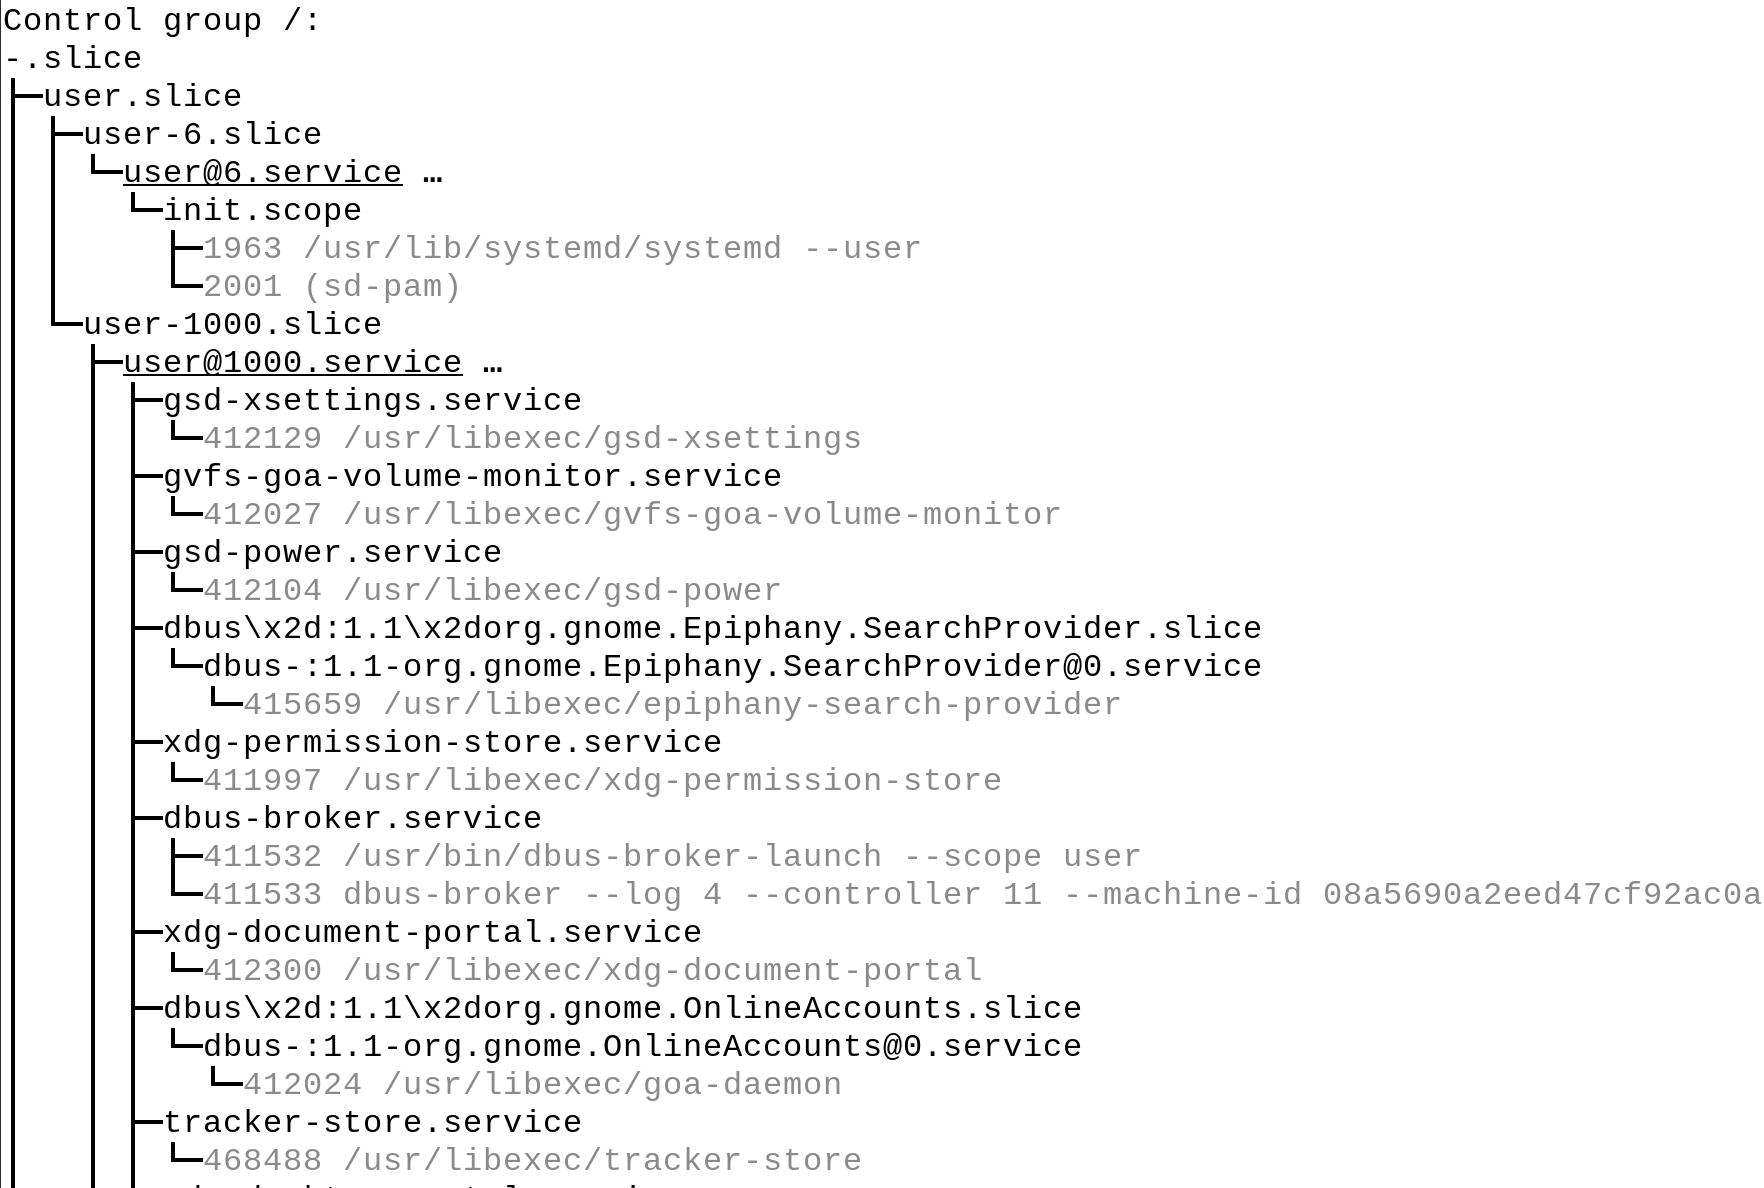 Control group /:
-.slice
├─user.slice
│ ├─user-6.slice
│ │ └─user@6.service …
│ │   └─init.scope
│ │     ├─1963 /usr/lib/systemd/systemd --user
│ │     └─2001 (sd-pam)
│ └─user-1000.slice
│   ├─user@1000.service …
│   │ ├─gsd-xsettings.service
│   │ │ └─412129 /usr/libexec/gsd-xsettings
│   │ ├─gvfs-goa-volume-monitor.service
│   │ │ └─412027 /usr/libexec/gvfs-goa-volume-monitor
│   │ ├─gsd-power.service
│   │ │ └─412104 /usr/libexec/gsd-power
│   │ ├─dbus\x2d:1.1\x2dorg.gnome.Epiphany.SearchProvider.slice
│   │ │ └─dbus-:1.1-org.gnome.Epiphany.SearchProvider@0.service
│   │ │   └─415659 /usr/libexec/epiphany-search-provider
│   │ ├─xdg-permission-store.service
│   │ │ └─411997 /usr/libexec/xdg-permission-store
│   │ ├─dbus-broker.service
│   │ │ ├─411532 /usr/bin/dbus-broker-launch --scope user
│   │ │ └─411533 dbus-broker --log 4 --controller 11 --machine-id 08a5690a2eed47cf92ac0a
│   │ ├─xdg-document-portal.service
│   │ │ └─412300 /usr/libexec/xdg-document-portal
│   │ ├─dbus\x2d:1.1\x2dorg.gnome.OnlineAccounts.slice
│   │ │ └─dbus-:1.1-org.gnome.OnlineAccounts@0.service
│   │ │   └─412024 /usr/libexec/goa-daemon
│   │ ├─tracker-store.service
│   │ │ └─468488 /usr/libexec/tracker-store